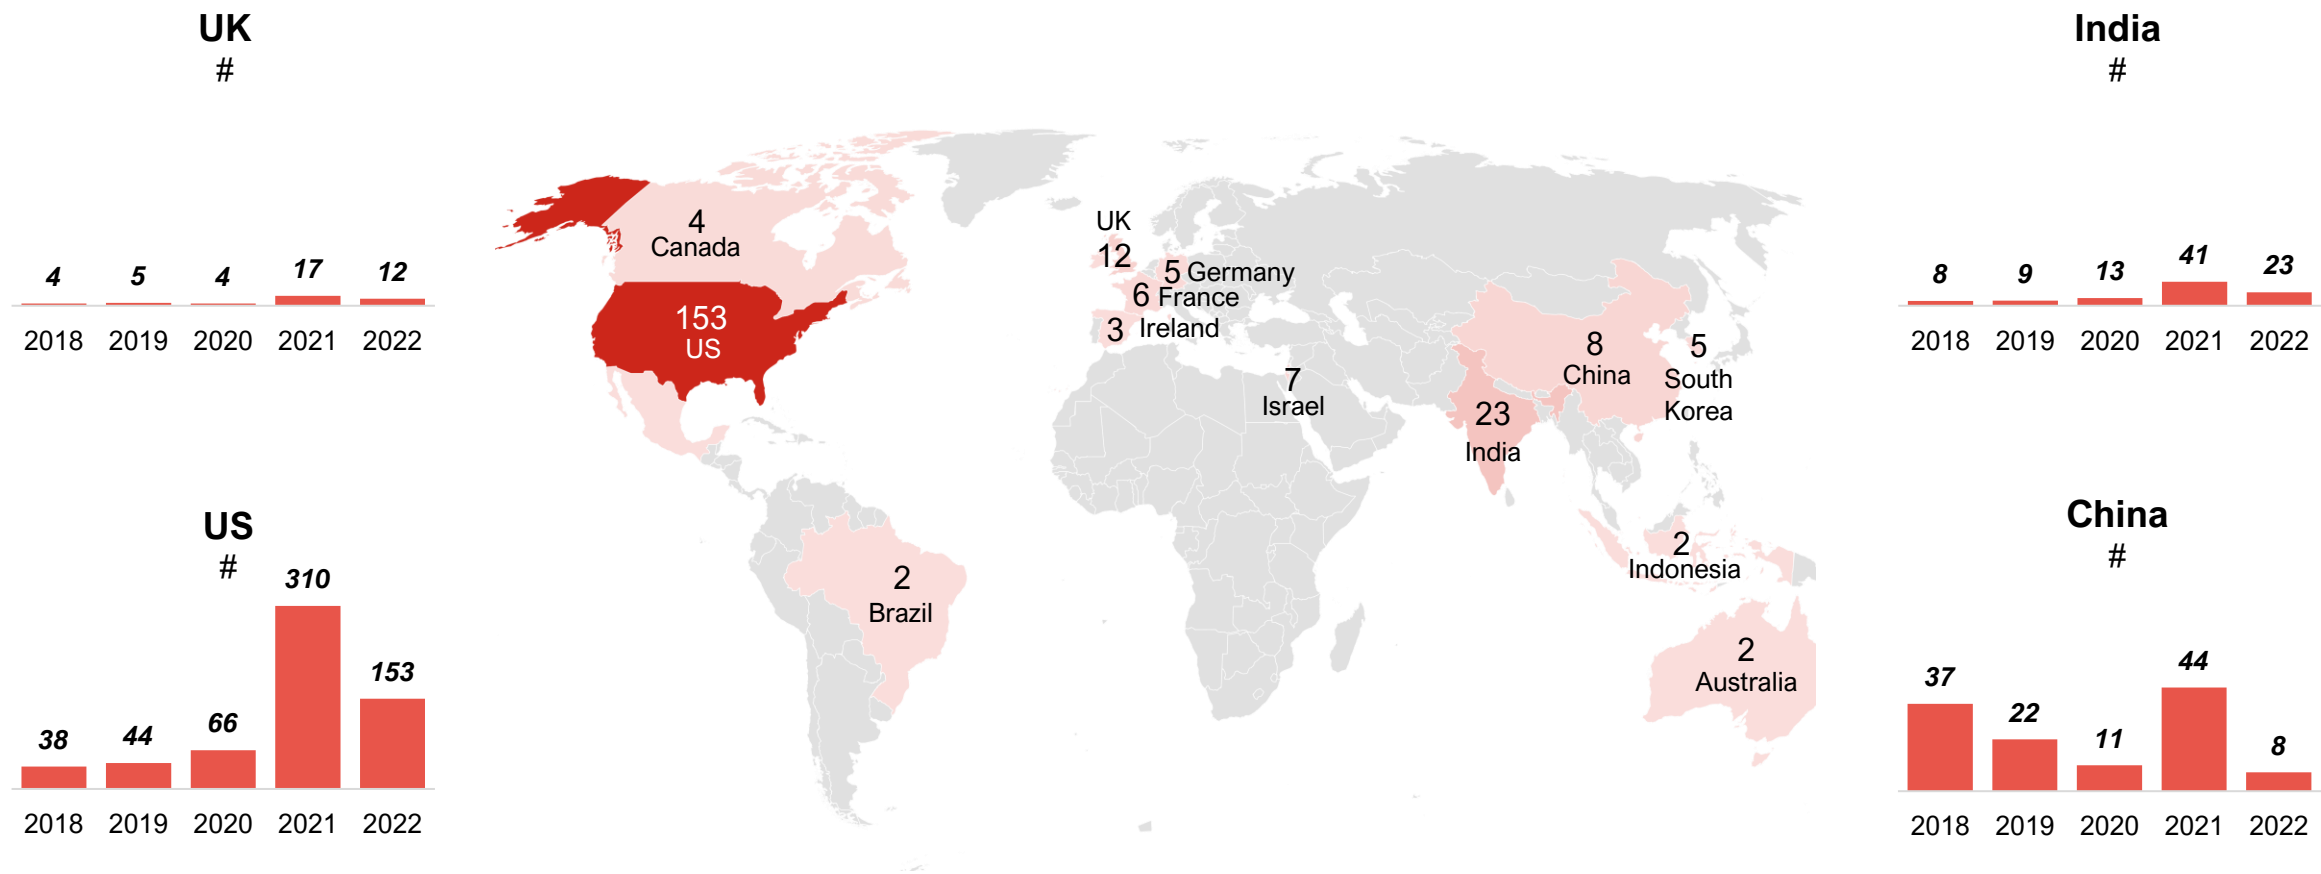 UK
#
4 5 4 17 12
2018 2019 2020 2021 2022
US
#
38 44 66 310 153
2018 2019 2020 2021 2022
4
Canada
153
US
2
Brazil
UK
12
5 Germany
6 France
3 Ireland
7
Israel
23
India
8
China
5
South
Korea
2
Indonesia
2
Australia
India
#
8 9 13 41 23
2018 2019 2020 2021 2022
China
#
37 22 11 44 8
2018 2019 2020 2021 2022